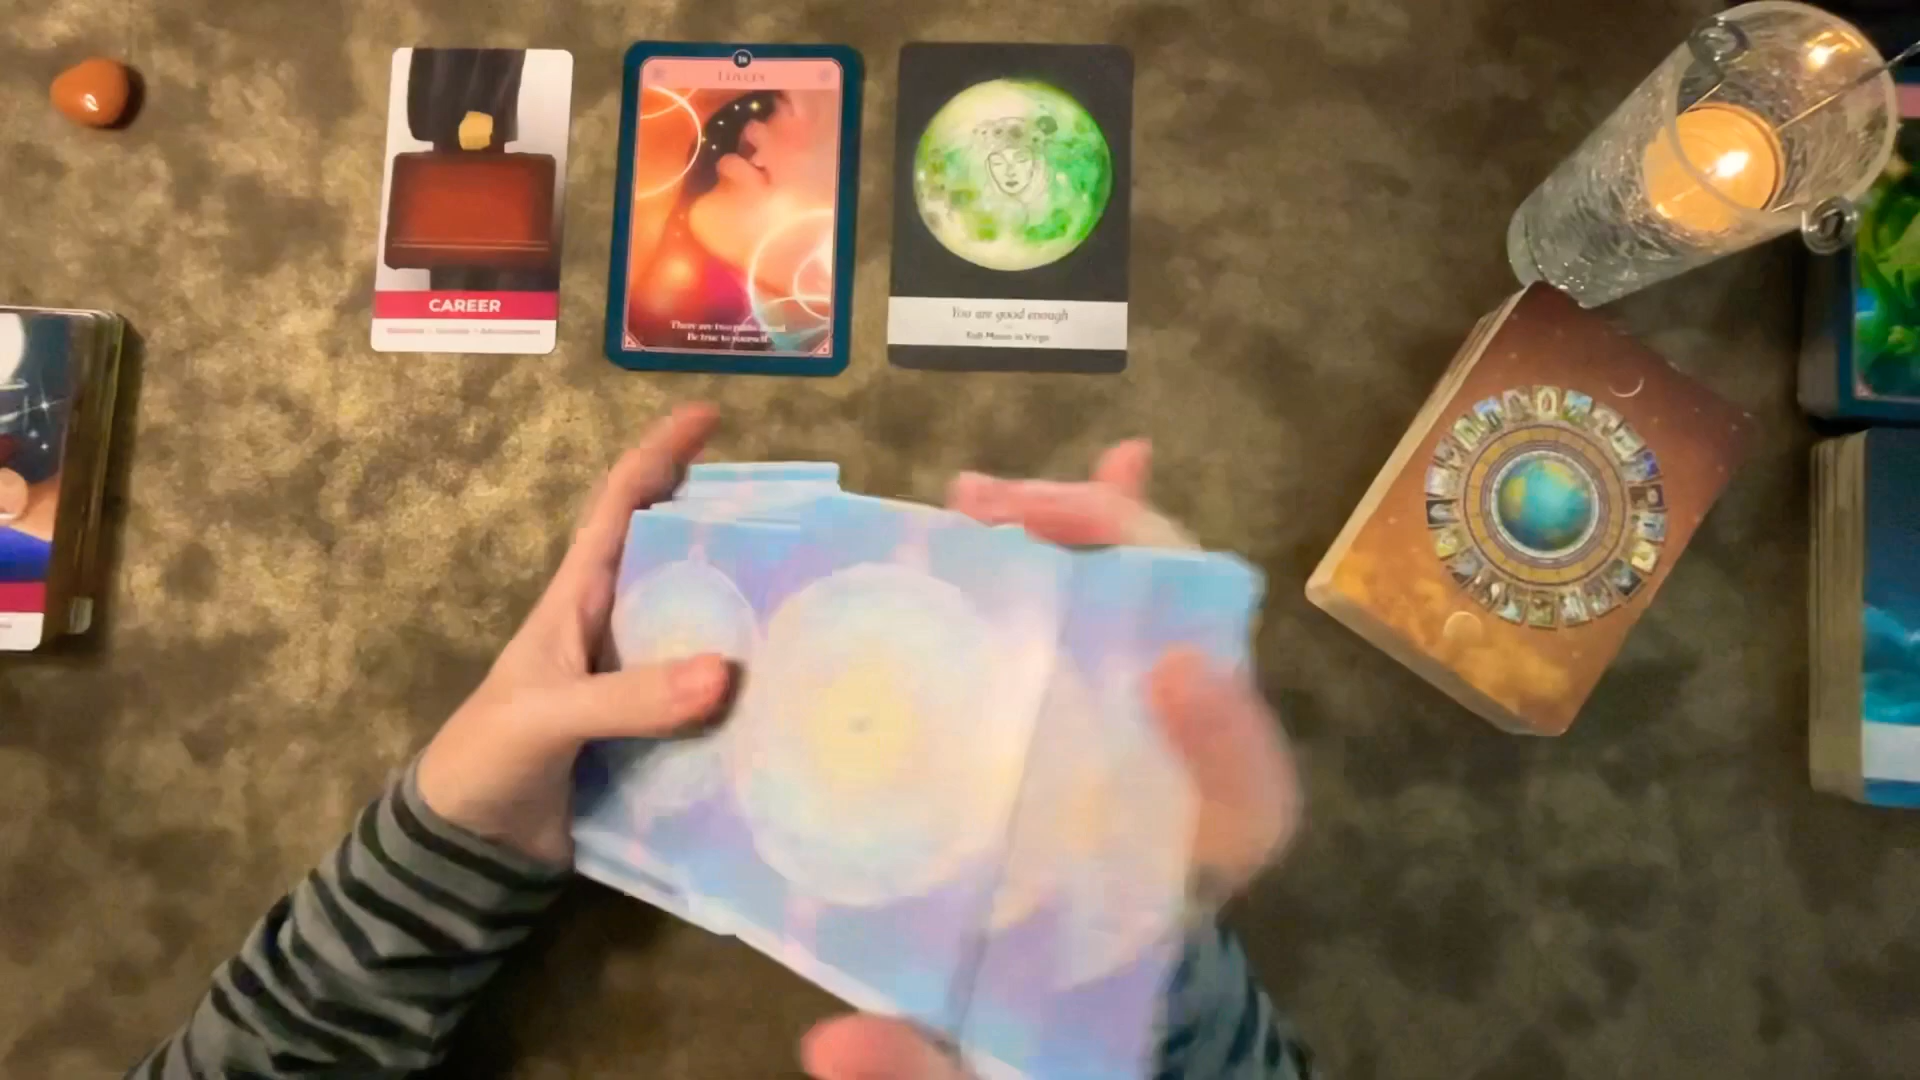 CAREER
LOVERS
There are two paths ahead
Be true to yourself.
You are good enough
Full Moon in Virgo